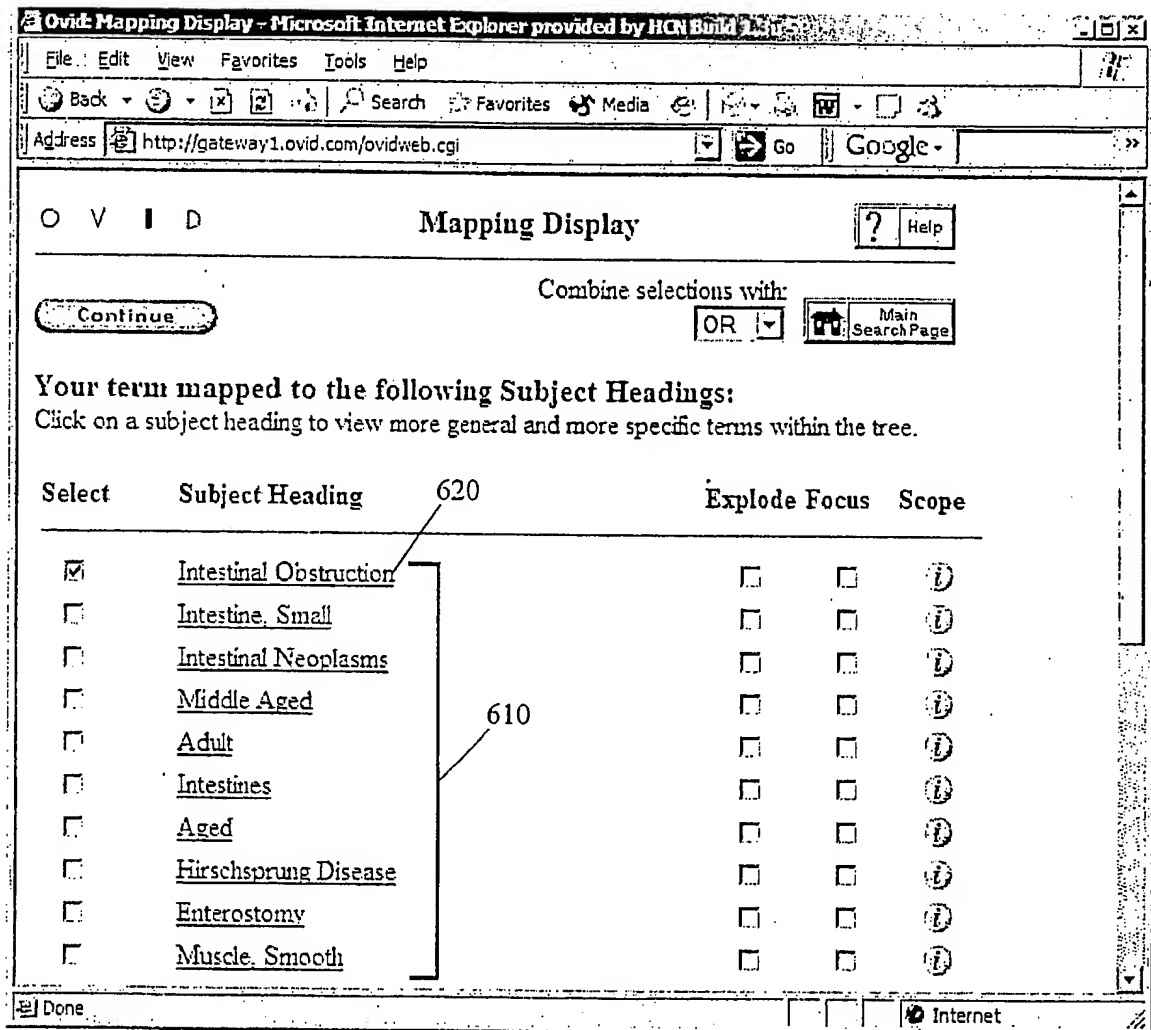 Ovid: Mapping Display - Microsoft Internet Explorer provided by HCN Build
File Edit View Favorites Tools Help
Back Search Favorites Media
Address http://gateway1.ovid.com/ovidweb.cgi Go Google
O V I D Mapping Display ? Help
Combine selections with:
Continue OR Main Search Page
Your term mapped to the following Subject Headings:
Click on a subject heading to view more general and more specific terms within the tree.
Select Subject Heading 620 Explode Focus Scope
Intestinal Obstruction
Intestine, Small
Intestinal Neoplasms
Middle Aged
610
Adult
Intestines
Aged
Hirschsprung Disease
Enterostomy
Muscle, Smooth
Done Internet